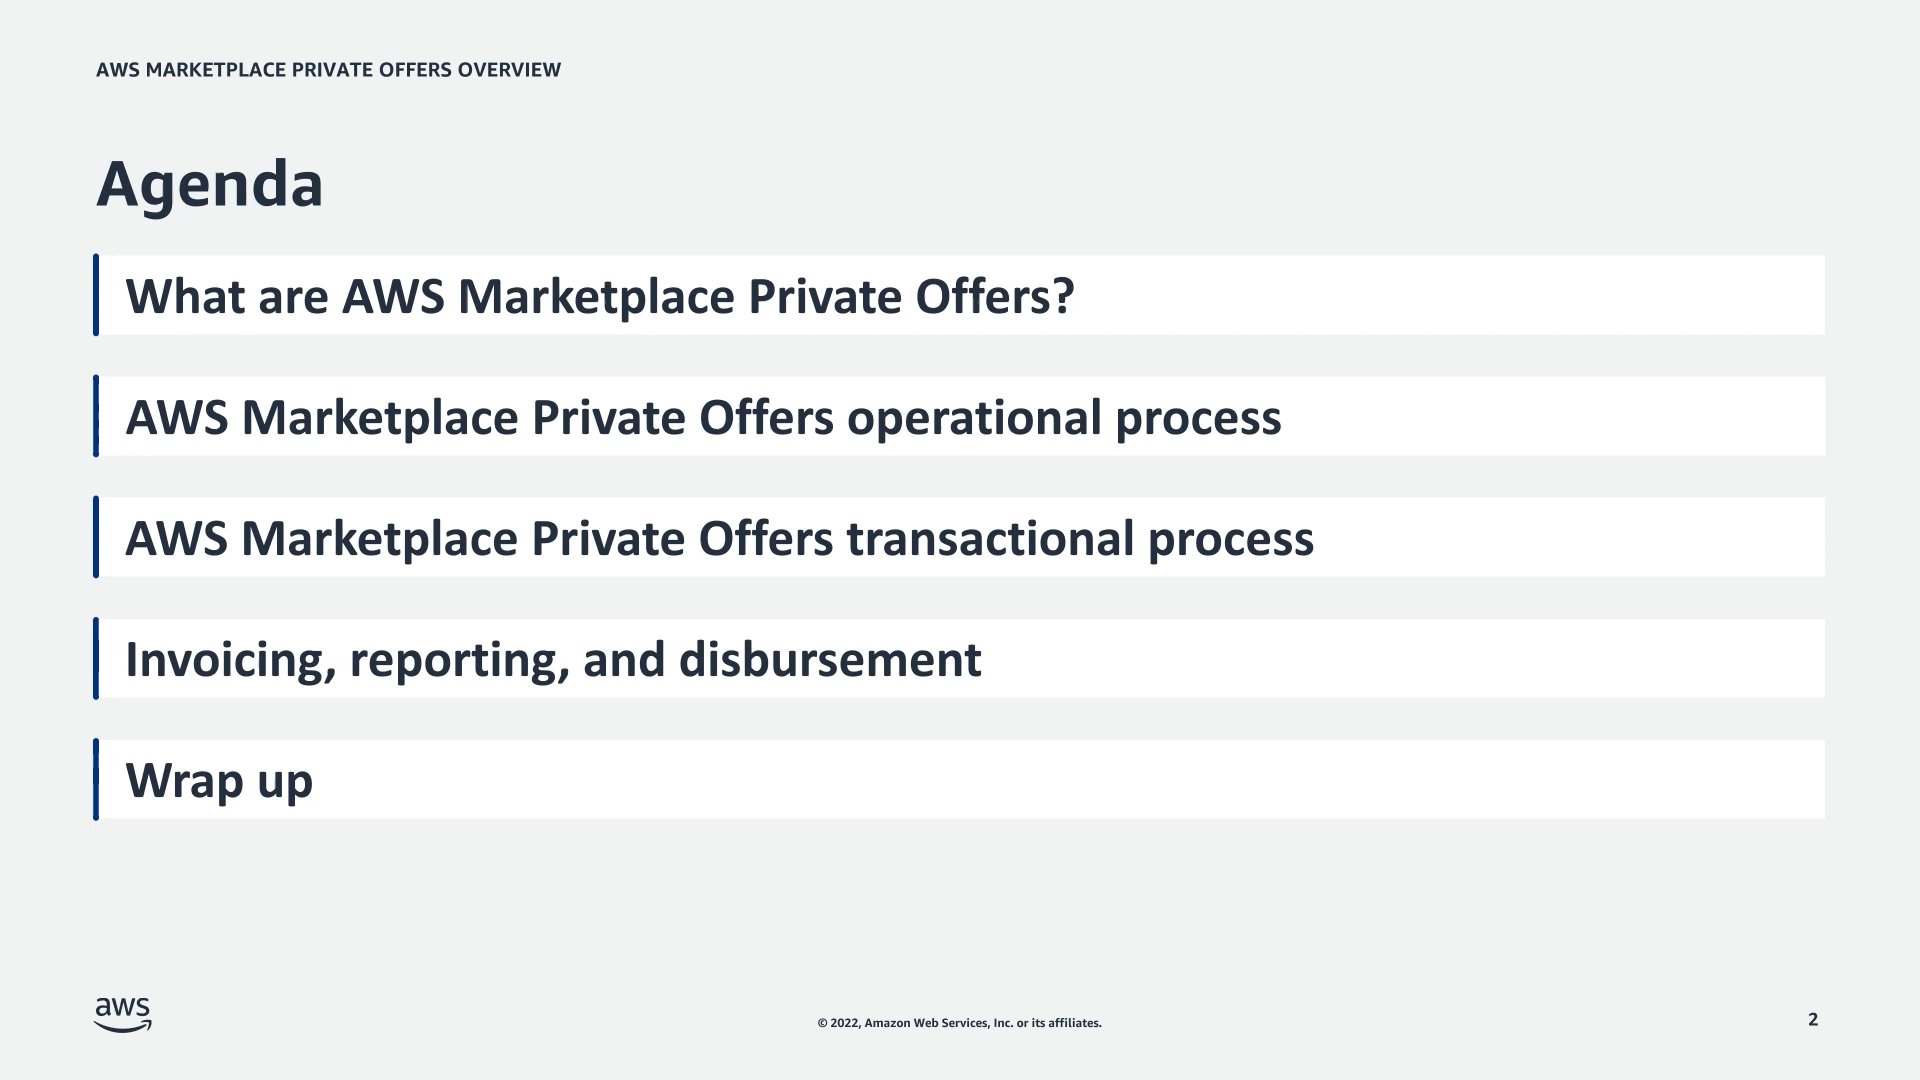 AWS MARKETPLACE PRIVATE OFFERS OVERVIEW
Agenda
What are AWS Marketplace Private Offers?
AWS Marketplace Private Offers operational process
AWS Marketplace Private Offers transactional process
Invoicing, reporting, and disbursement
Wrap up
aws
© 2022, Amazon Web Services, Inc. or its affiliates.
2